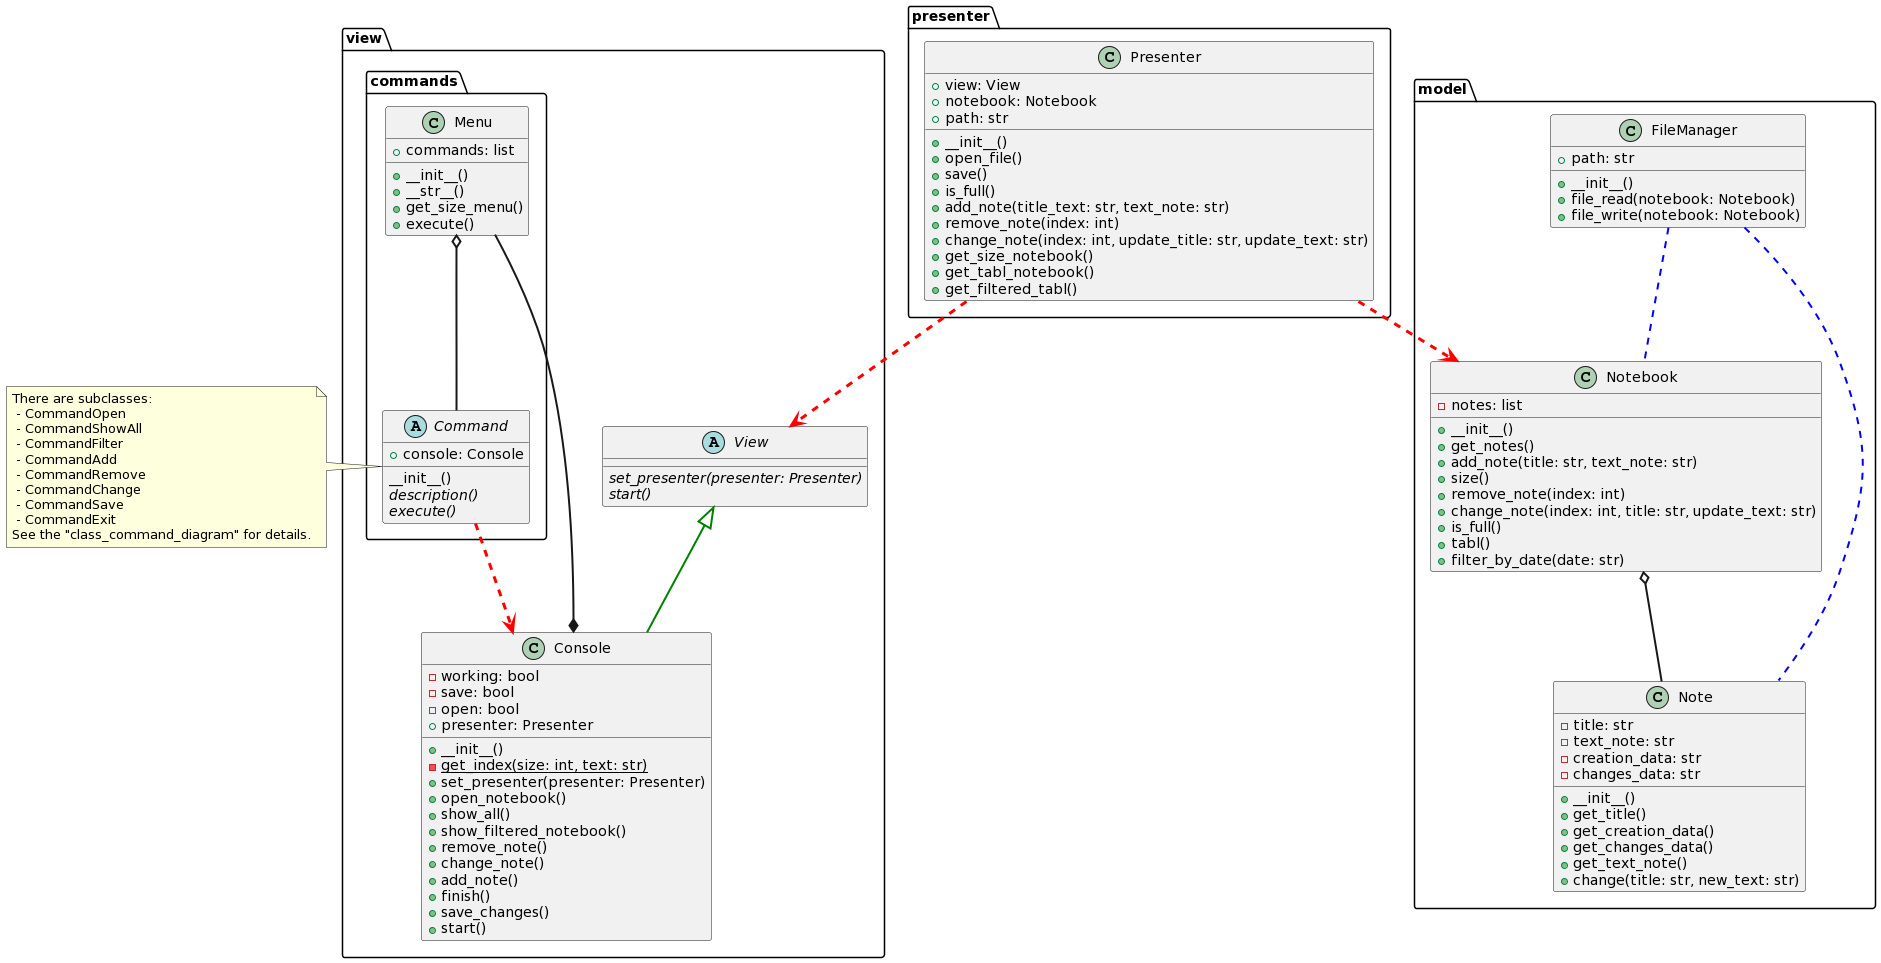 presenter
C Presenter
view: View
notebook: Notebook
path: str
__init__()
open_file()
save()
is_full()
add_note(title_text: str, text_note: str)
remove_note(index: int)
change_note(index: int, update_title: str, update_text: str)
get_size_notebook()
get_tabl_notebook()
get_filtered_tabl()
view
commands
C Menu
commands: list
__init__()
__str__()
get_size_menu()
execute()
There are subclasses:
- CommandOpen
- CommandShowAll
- CommandFilter
- CommandAdd
- CommandRemove
- CommandChange
- CommandSave
- CommandExit
See the "class_command_diagram" for details.
A Command
console: Console
__init__()
description()
execute()
A View
set_presenter(presenter: Presenter)
start()
C Console
working: bool
save: bool
open: bool
presenter: Presenter
__init__()
get_index(size: int, text: str)
set_presenter(presenter: Presenter)
open_notebook()
show_all()
show_filtered_notebook()
remove_note()
change_note()
add_note()
finish()
save_changes()
start()
model
C FileManager
path: str
__init__()
file_read(notebook: Notebook)
file_write(notebook: Notebook)
C Notebook
notes: list
__init__()
get_notes()
add_note(title: str, text_note: str)
size()
remove_note(index: int)
change_note(index: int, title: str, update_text: str)
is_full()
tabl()
filter_by_date(date: str)
C Note
title: str
text_note: str
creation_data: str
changes_data: str
__init__()
get_title()
get_creation_data()
get_changes_data()
get_text_note()
change(title: str, new_text: str)